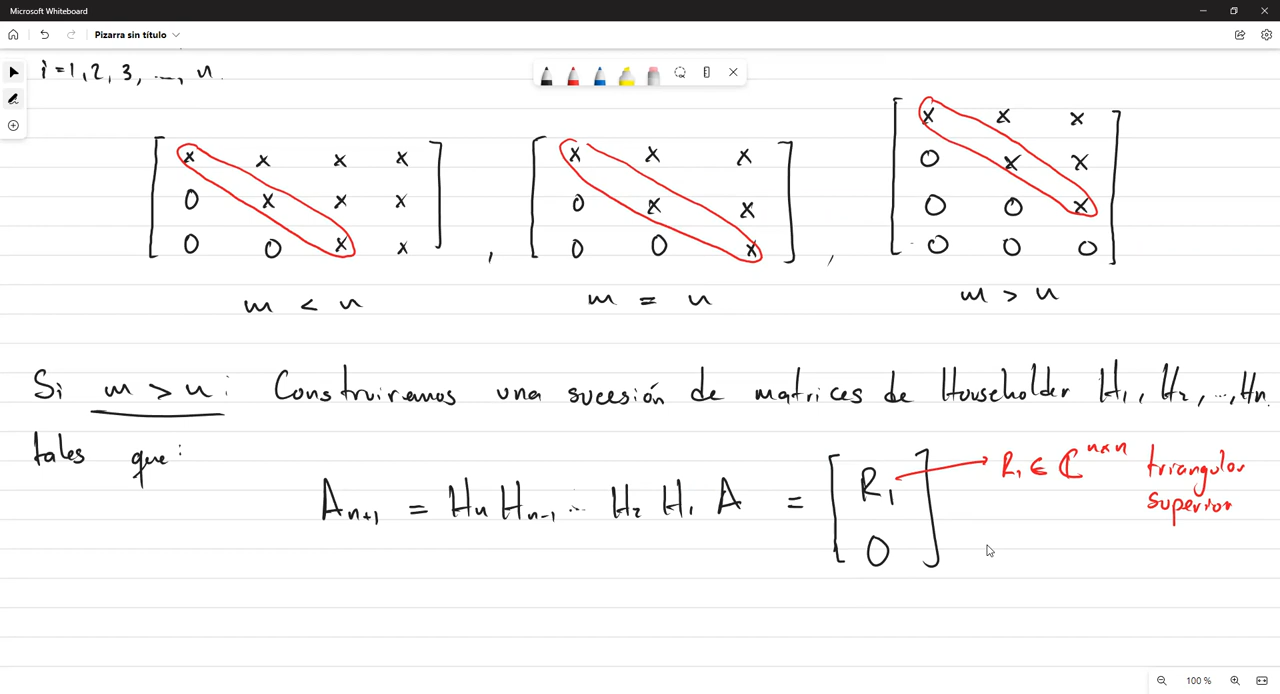 Microsoft Whiteboard
Pizarra sin título
i = 1, 2, 3, ..., n.
[ x x x x
0 x x x
0 0 x x ] ,
m < n
[ x x x
0 x x
0 0 x ] ,
m = n
[ x x x
0 x x
0 0 x
0 0 0 ]
m > n
Si m > n : Construiremos una sucesión de matrices de Householder H1, H2, ..., Hn
tales que:
An+1 = Hn Hn-1 ... H2 H1 A = [ R1
0 ]
R1 ∈ ℂ^n×n triangular
superior
100 %